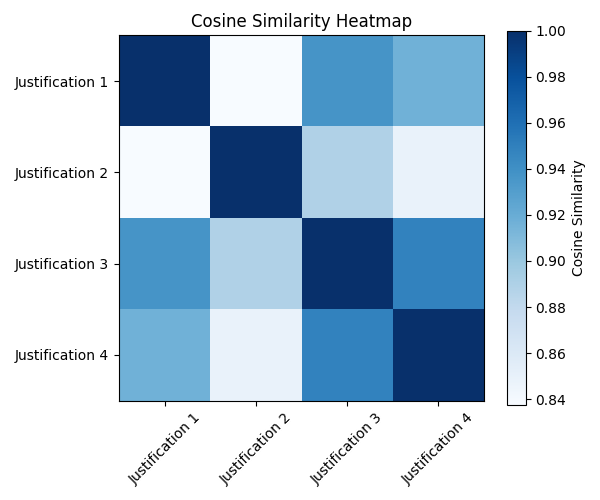 Cosine Similarity Heatmap
Justification 1
Justification 2
Justification 3
Justification 4
Justification 1
Justification 2
Justification 3
Justification 4
1.00
0.98
0.96
0.94
0.92
0.90
0.88
0.86
0.84
Cosine Similarity